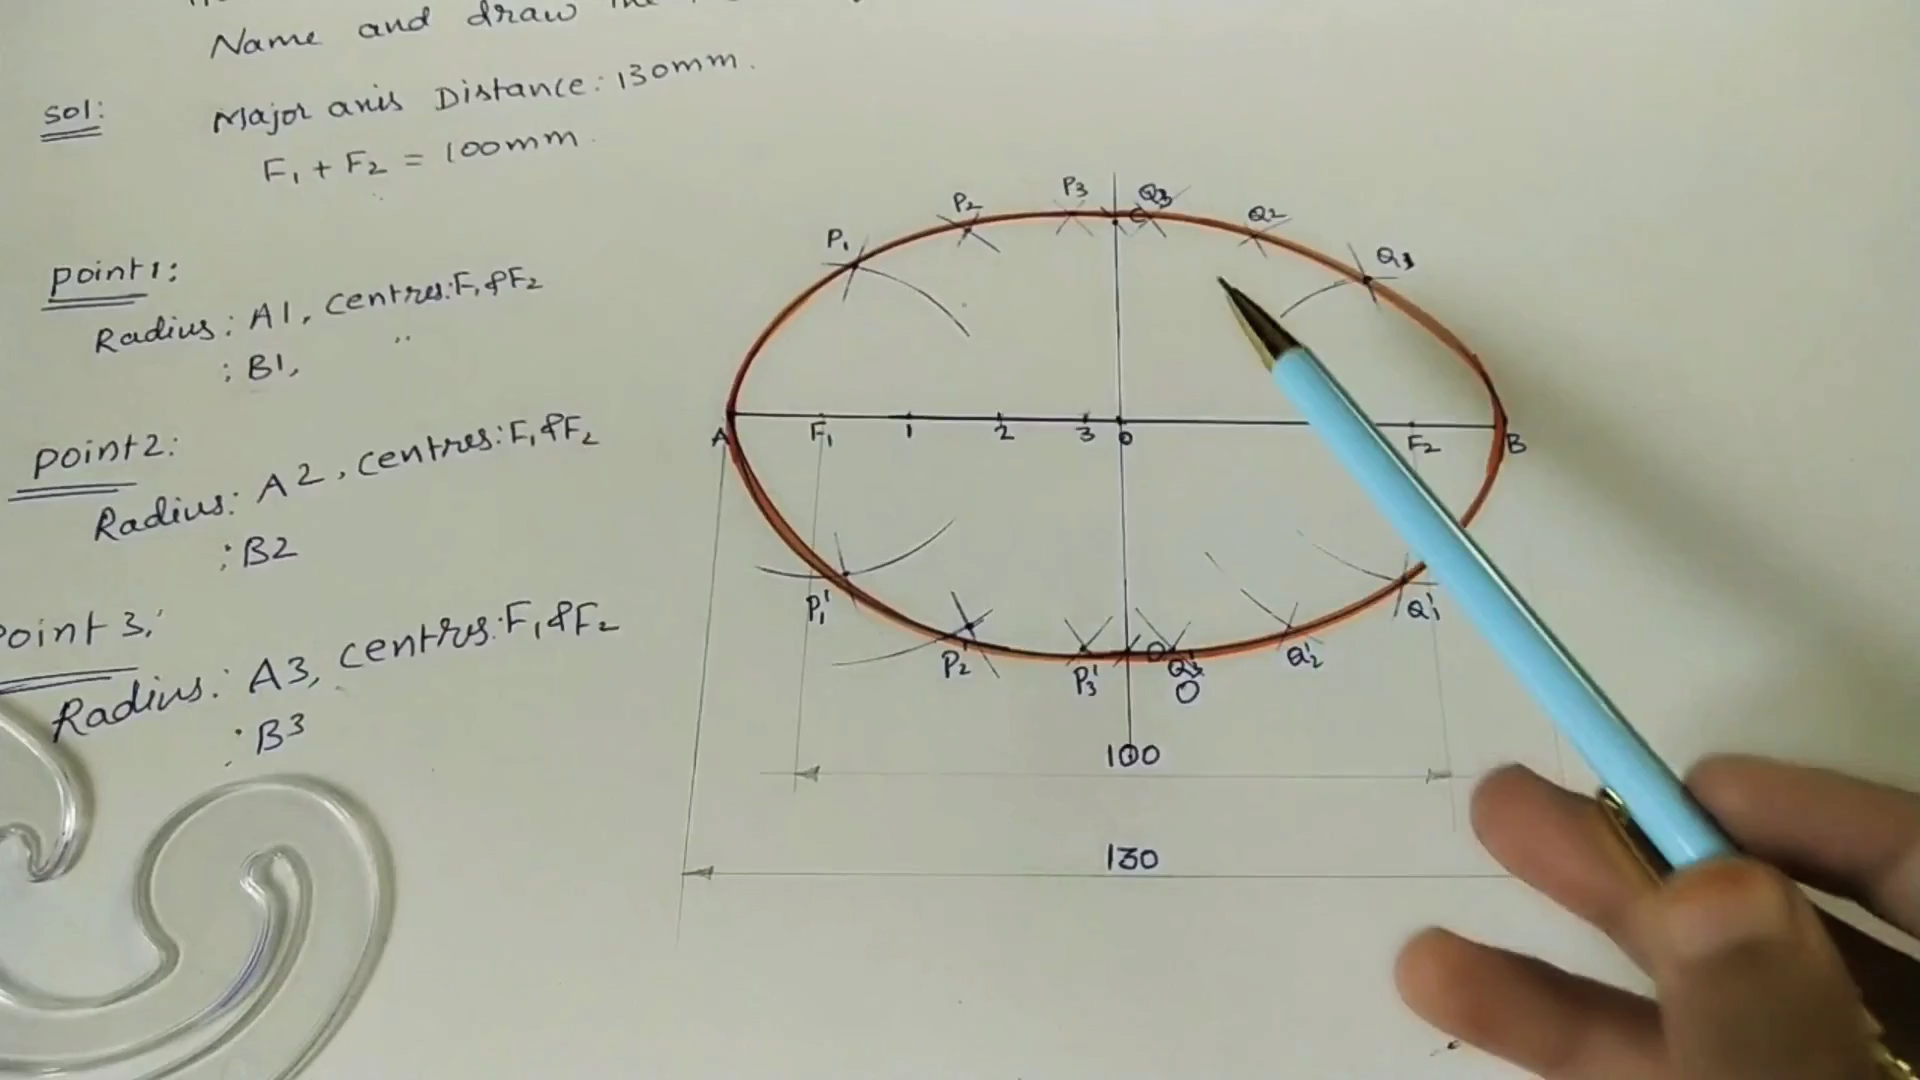 Name and draw the
Sol: Major axis Distance: 130mm.
F₁ + F₂ = 100mm
Point1:
Radius: A1, centres: F₁ & F₂
; B1, "
Point2:
Radius: A2, centres: F₁ & F₂
; B2
Point 3:
Radius: A3, centres: F₁ & F₂
; B3
P₁ P₂ P₃ C Q₃ Q₂ Q₁
A F₁ 1 2 3 O F₂ B
P₁' P₂ P₃' D Q₃' Q₂' Q₁'
D
100
130